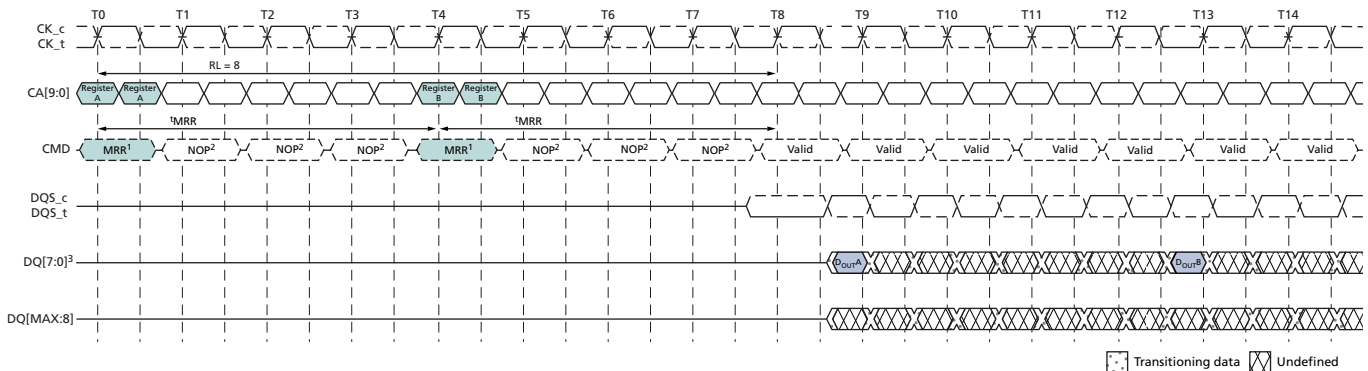 T0 T1 T2 T3 T4 T5 T6 T7 T8 T9 T10 T11 T12 T13 T14
CK_c
CK_t
RL = 8
CA[9:0] Register A Register A Register B Register B
tMRR tMRR
CMD MRR1 NOP2 NOP2 NOP2 MRR1 NOP2 NOP2 NOP2 Valid Valid Valid Valid Valid Valid Valid
DQS_c
DQS_t
DQ[7:0]3 DOUTA DOUTB
DQ[MAX:8]
Transitioning data Undefined